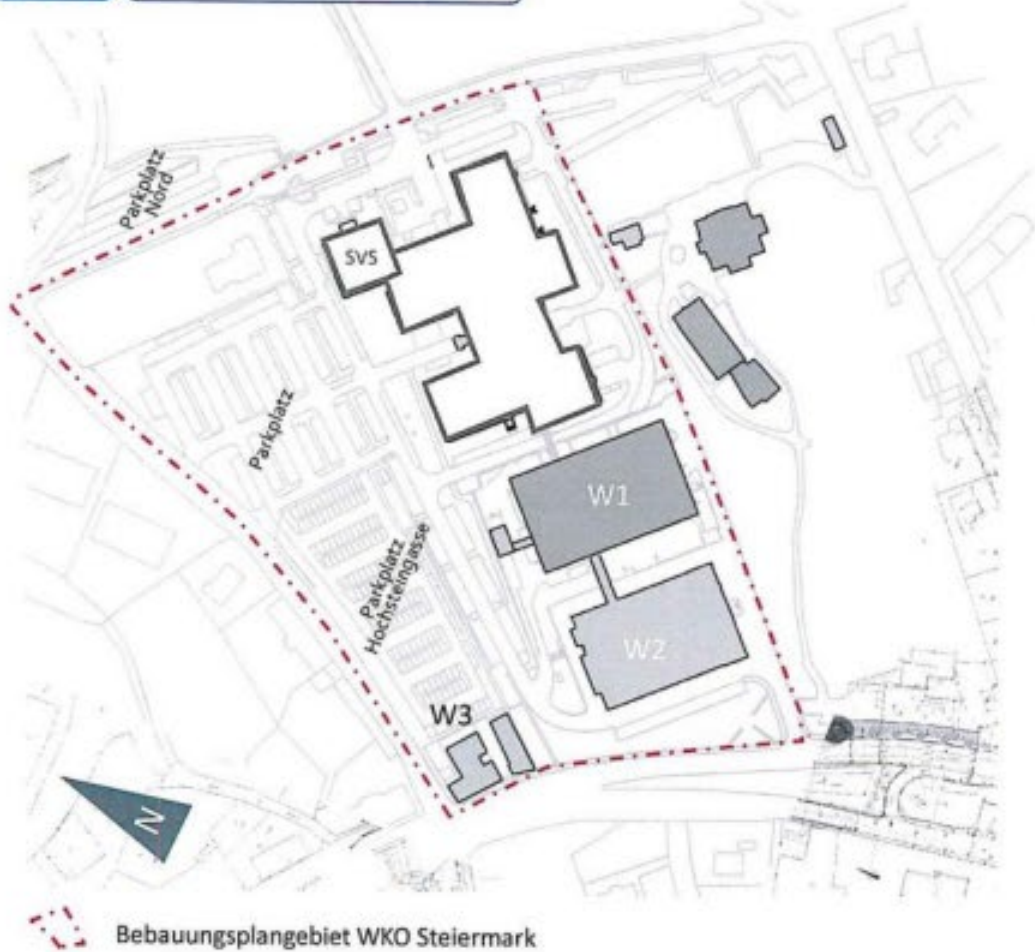 Parkplatz
Nord
SVS
Parkplatz
W1
Parkplatz
Hochsteingasse
W2
W3
N
Bebauungsplangebiet WKO Steiermark